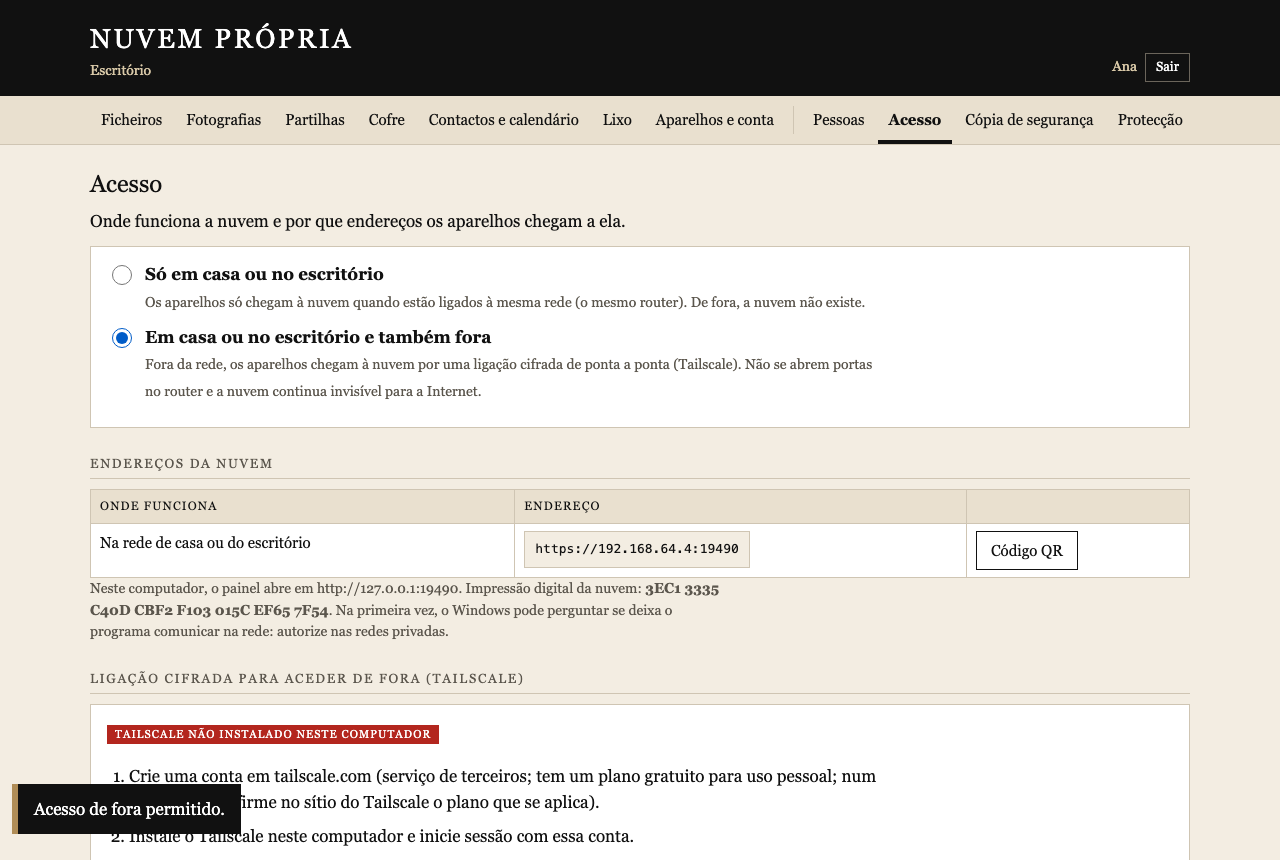 NUVEM PRÓPRIA
Escritório
Ana
Sair
Ficheiros
Fotografias
Partilhas
Cofre
Contactos e calendário
Lixo
Aparelhos e conta
Pessoas
Acesso
Cópia de segurança
Protecção
Acesso
Onde funciona a nuvem e por que endereços os aparelhos chegam a ela.
Só em casa ou no escritório
Os aparelhos só chegam à nuvem quando estão ligados à mesma rede (o mesmo router). De fora, a nuvem não existe.
Em casa ou no escritório e também fora
Fora da rede, os aparelhos chegam à nuvem por uma ligação cifrada de ponta a ponta (Tailscale). Não se abrem portas
no router e a nuvem continua invisível para a Internet.
ENDEREÇOS DA NUVEM
ONDE FUNCIONA
ENDEREÇO
Na rede de casa ou do escritório
https://192.168.64.4:19490
Código QR
Neste computador, o painel abre em http://127.0.0.1:19490. Impressão digital da nuvem: 3EC1 3335
C40D CBF2 F103 015C EF65 7F54. Na primeira vez, o Windows pode perguntar se deixa o
programa comunicar na rede: autorize nas redes privadas.
LIGAÇÃO CIFRADA PARA ACEDER DE FORA (TAILSCALE)
TAILSCALE NÃO INSTALADO NESTE COMPUTADOR
1. Crie uma conta em tailscale.com (serviço de terceiros; tem um plano gratuito para uso pessoal; num
firme no sítio do Tailscale o plano que se aplica).
2. Instale o Tailscale neste computador e inicie sessão com essa conta.
Acesso de fora permitido.